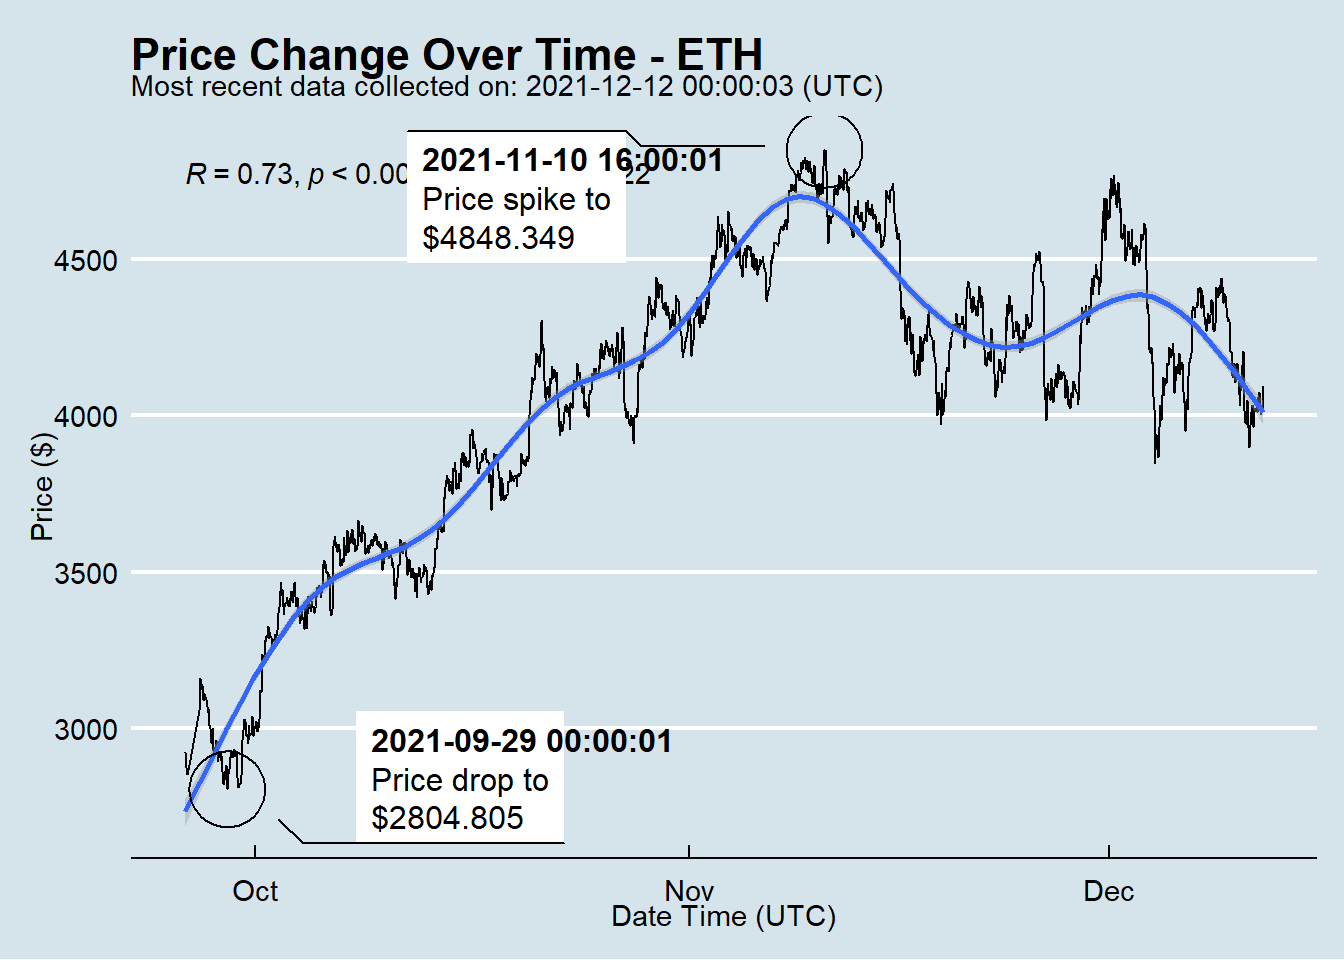 Price Change Over Time - ETH
Most recent data collected on: 2021-12-12 00:00:03 (UTC)
R = 0.73, p < 0.00
2021-11-10 16:00:01
Price spike to
$4848.349
4500
4000
3500
3000
Price ($)
2021-09-29 00:00:01
Price drop to
$2804.805
Oct
Nov
Dec
Date Time (UTC)